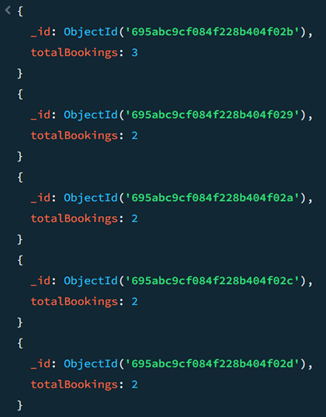 {
_id: ObjectId('695abc9cf084f228b404f02b'),
totalBookings: 3
}
{
_id: ObjectId('695abc9cf084f228b404f029'),
totalBookings: 2
}
{
_id: ObjectId('695abc9cf084f228b404f02a'),
totalBookings: 2
}
{
_id: ObjectId('695abc9cf084f228b404f02c'),
totalBookings: 2
}
{
_id: ObjectId('695abc9cf084f228b404f02d'),
totalBookings: 2
}